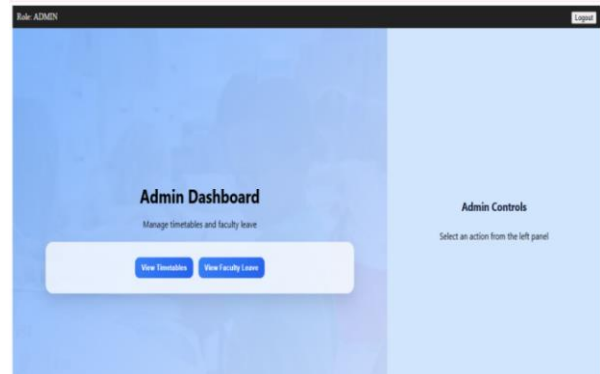 Role: ADMIN
Logout
Admin Dashboard
Manage timetables and faculty leave
View Timetables
View Faculty Leave
Admin Controls
Select an action from the left panel